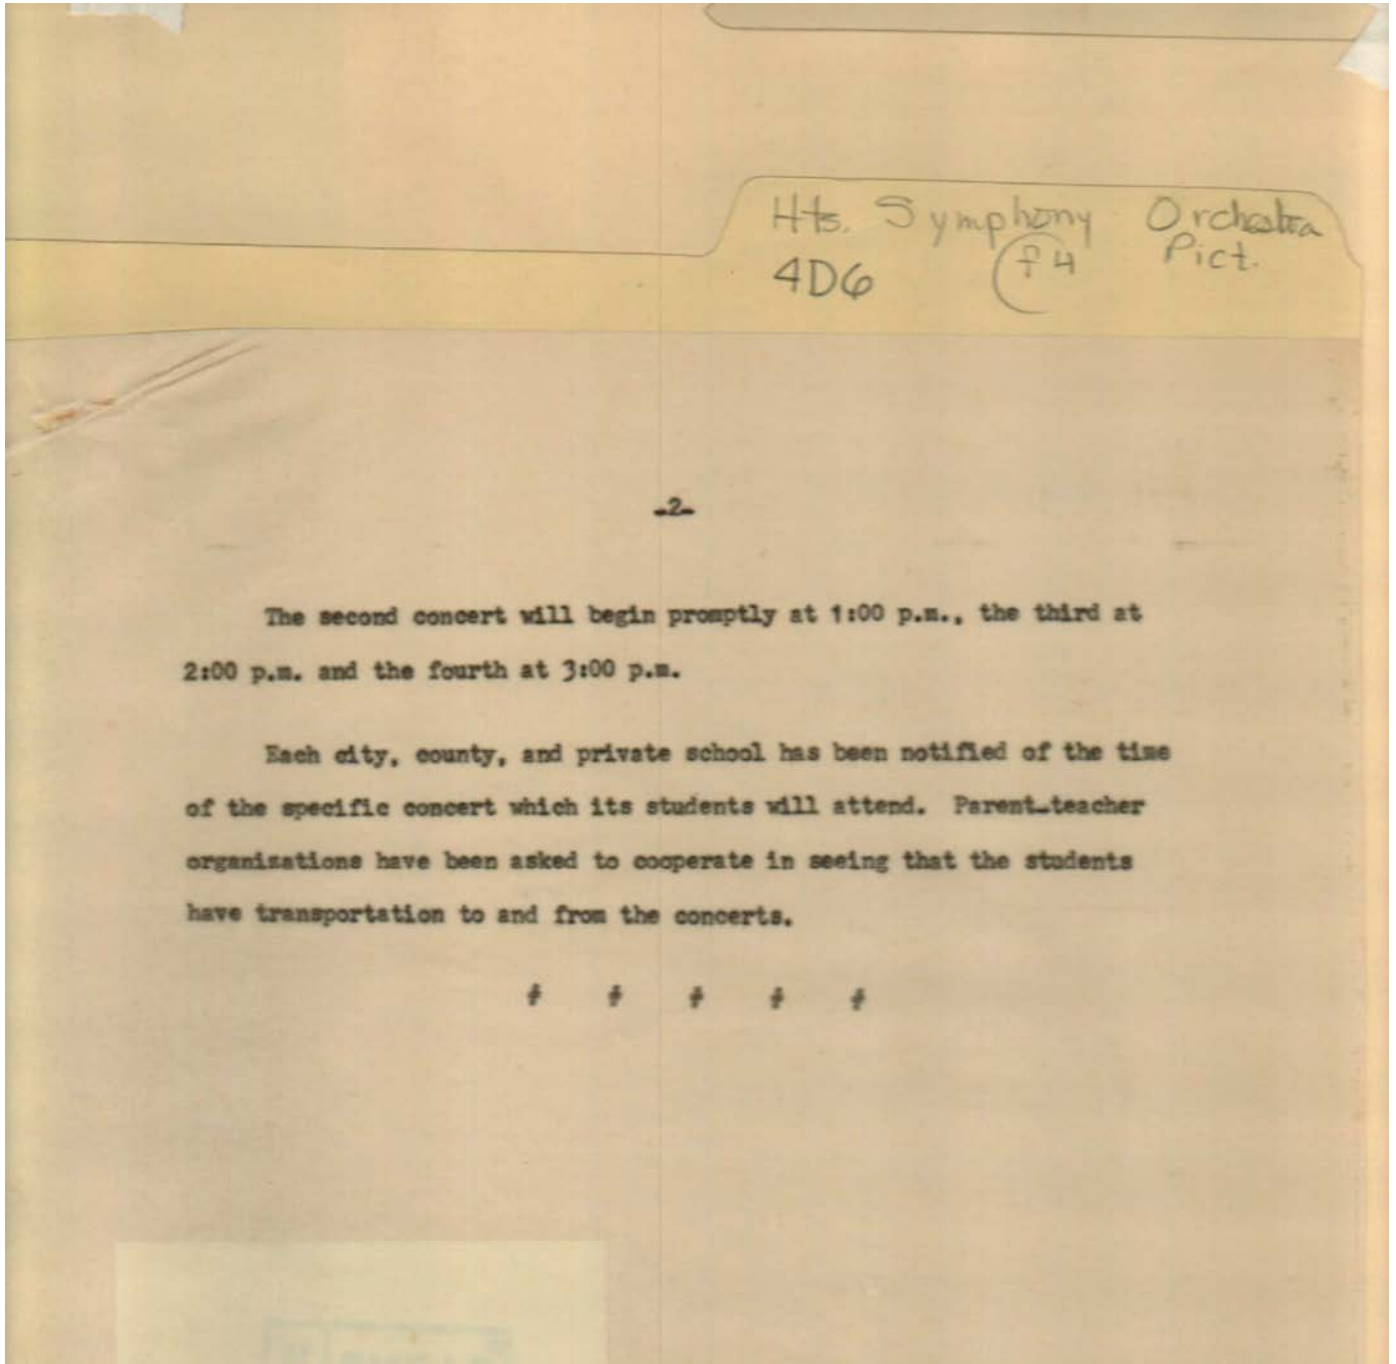 Hts. Symphony Orchestra
Pict.
4D6 f4
-2-
The second concert will begin promptly at 1:00 p.m., the third at
2:00 p.m. and the fourth at 3:00 p.m.
Each city, county, and private school has been notified of the time
of the specific concert which its students will attend. Parent-teacher
organizations have been asked to cooperate in seeing that the students
have transportation to and from the concerts.
# # # # #